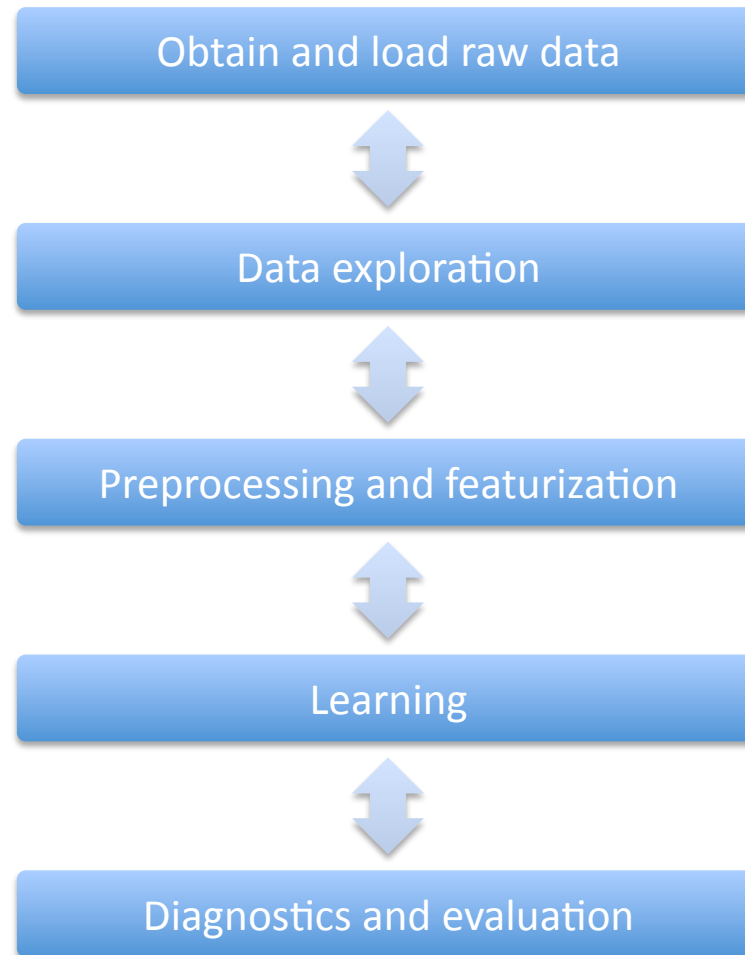 Obtain and load raw data
Data exploration
Preprocessing and featurization
Learning
Diagnostics and evaluation